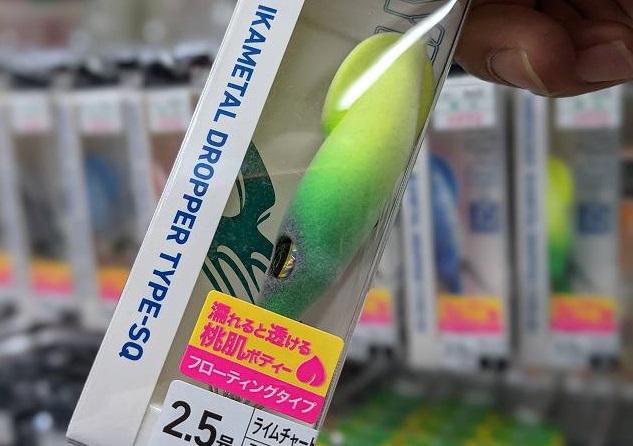 IKAMETAL DROPPER TYPE-SQ
濡れると透ける
桃肌ボディー
フローティングタイプ
2.5号
ライムチャート